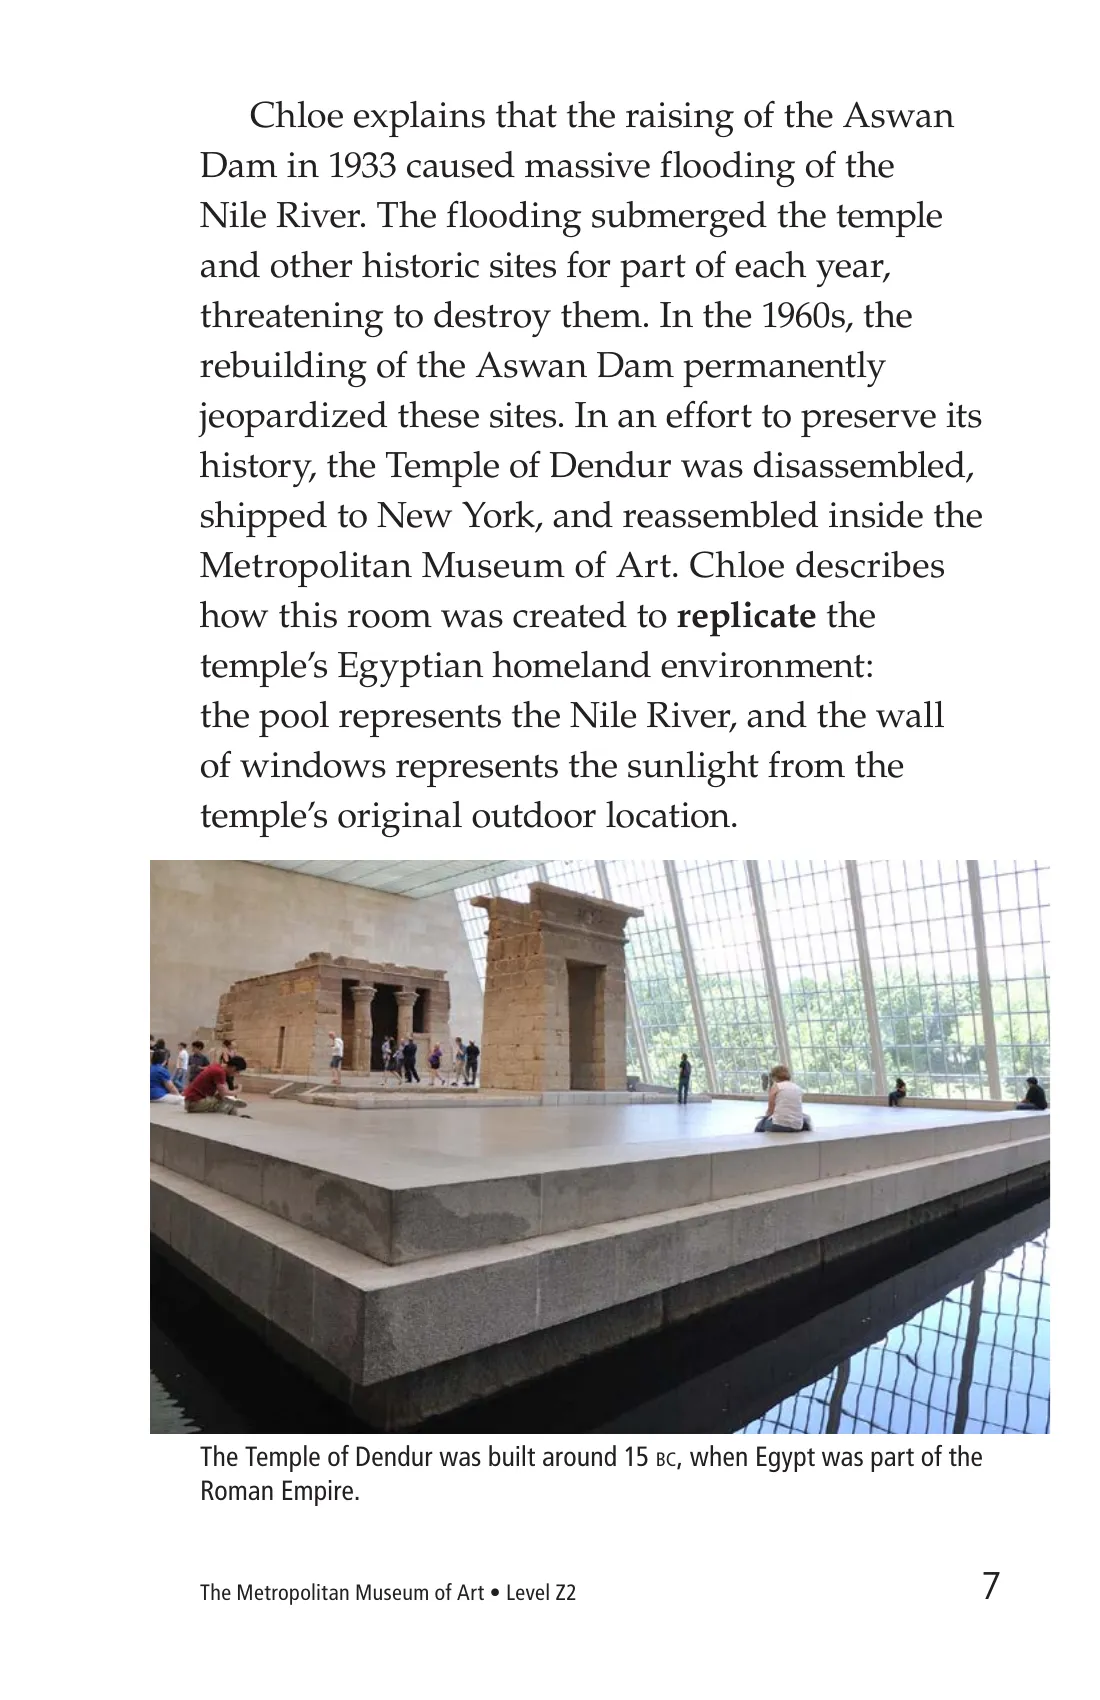 Chloe explains that the raising of the Aswan
Dam in 1933 caused massive flooding of the
Nile River. The flooding submerged the temple
and other historic sites for part of each year,
threatening to destroy them. In the 1960s, the
rebuilding of the Aswan Dam permanently
jeopardized these sites. In an effort to preserve its
history, the Temple of Dendur was disassembled,
shipped to New York, and reassembled inside the
Metropolitan Museum of Art. Chloe describes
how this room was created to replicate the
temple’s Egyptian homeland environment:
the pool represents the Nile River, and the wall
of windows represents the sunlight from the
temple’s original outdoor location.
The Temple of Dendur was built around 15 BC, when Egypt was part of the
Roman Empire.
The Metropolitan Museum of Art • Level Z2
7